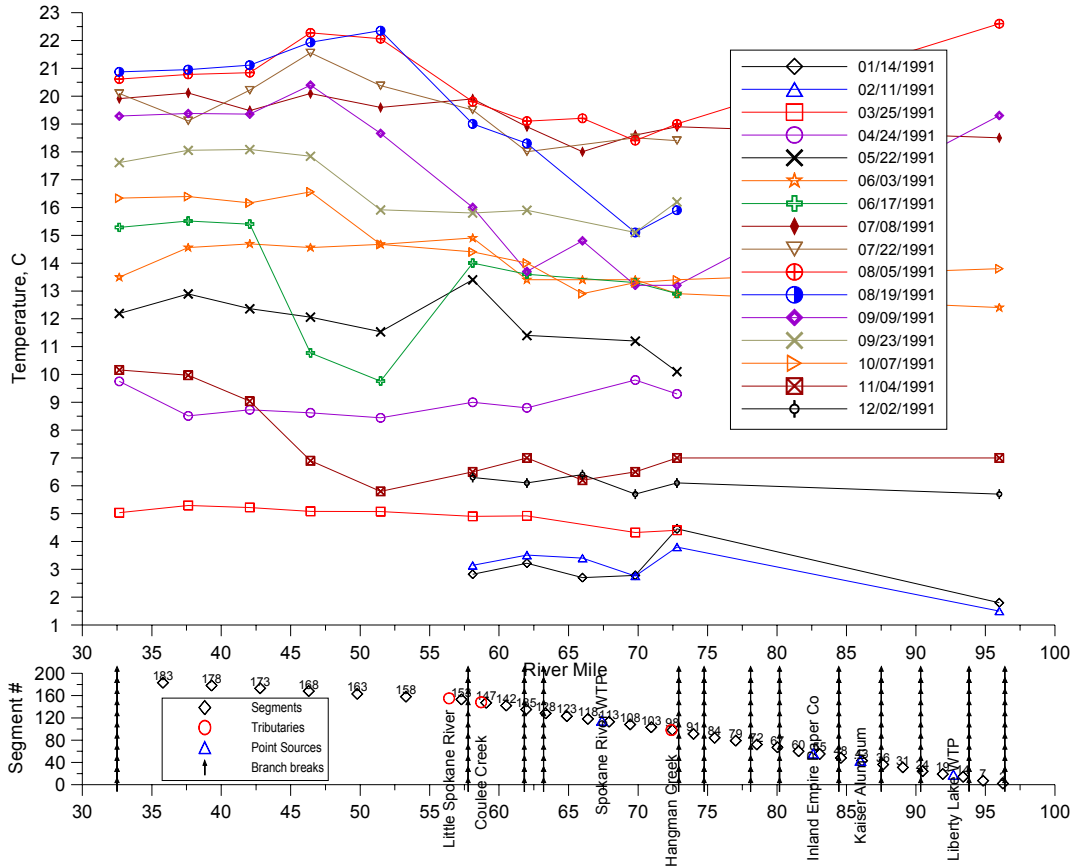 23
22
21
20
19
18
17
16
15
14
13
12
11
10
9
8
7
6
5
4
3
2
1
Temperature, C
01/14/1991
02/11/1991
03/25/1991
04/24/1991
05/22/1991
06/03/1991
06/17/1991
07/08/1991
07/22/1991
08/05/1991
08/19/1991
09/09/1991
09/23/1991
10/07/1991
11/04/1991
12/02/1991
30 35 40 45 50 55 60 65 70 75 80 85 90 95 100
River Mile
200
160
120
80
40
0
Segment #
183 178 173 168 163 158 153 147 142 135 128 123 118 113 108 103 98 91 84 79 72 67 60 55 48 43 36 31 24 19 7
Segments
Tributaries
Point Sources
Branch breaks
Little Spokane River
Coulee Creek
Spokane River WTP
Hangman Creek
Inland Empire Paper Co
Kaiser Aluminum
Liberty Lake WTP
30 35 40 45 50 55 60 65 70 75 80 85 90 95 100